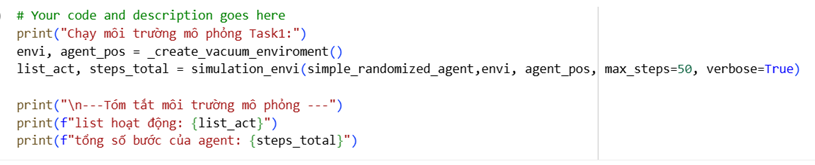 # Your code and description goes here
print("Chạy môi trường mô phỏng Task1:")
envi, agent_pos = _create_vacuum_enviroment()
list_act, steps_total = simulation_envi(simple_randomized_agent,envi, agent_pos, max_steps=50, verbose=True)
print("\n---Tóm tắt môi trường mô phỏng ---")
print(f"list hoạt động: {list_act}")
print(f"tổng số bước của agent: {steps_total}")